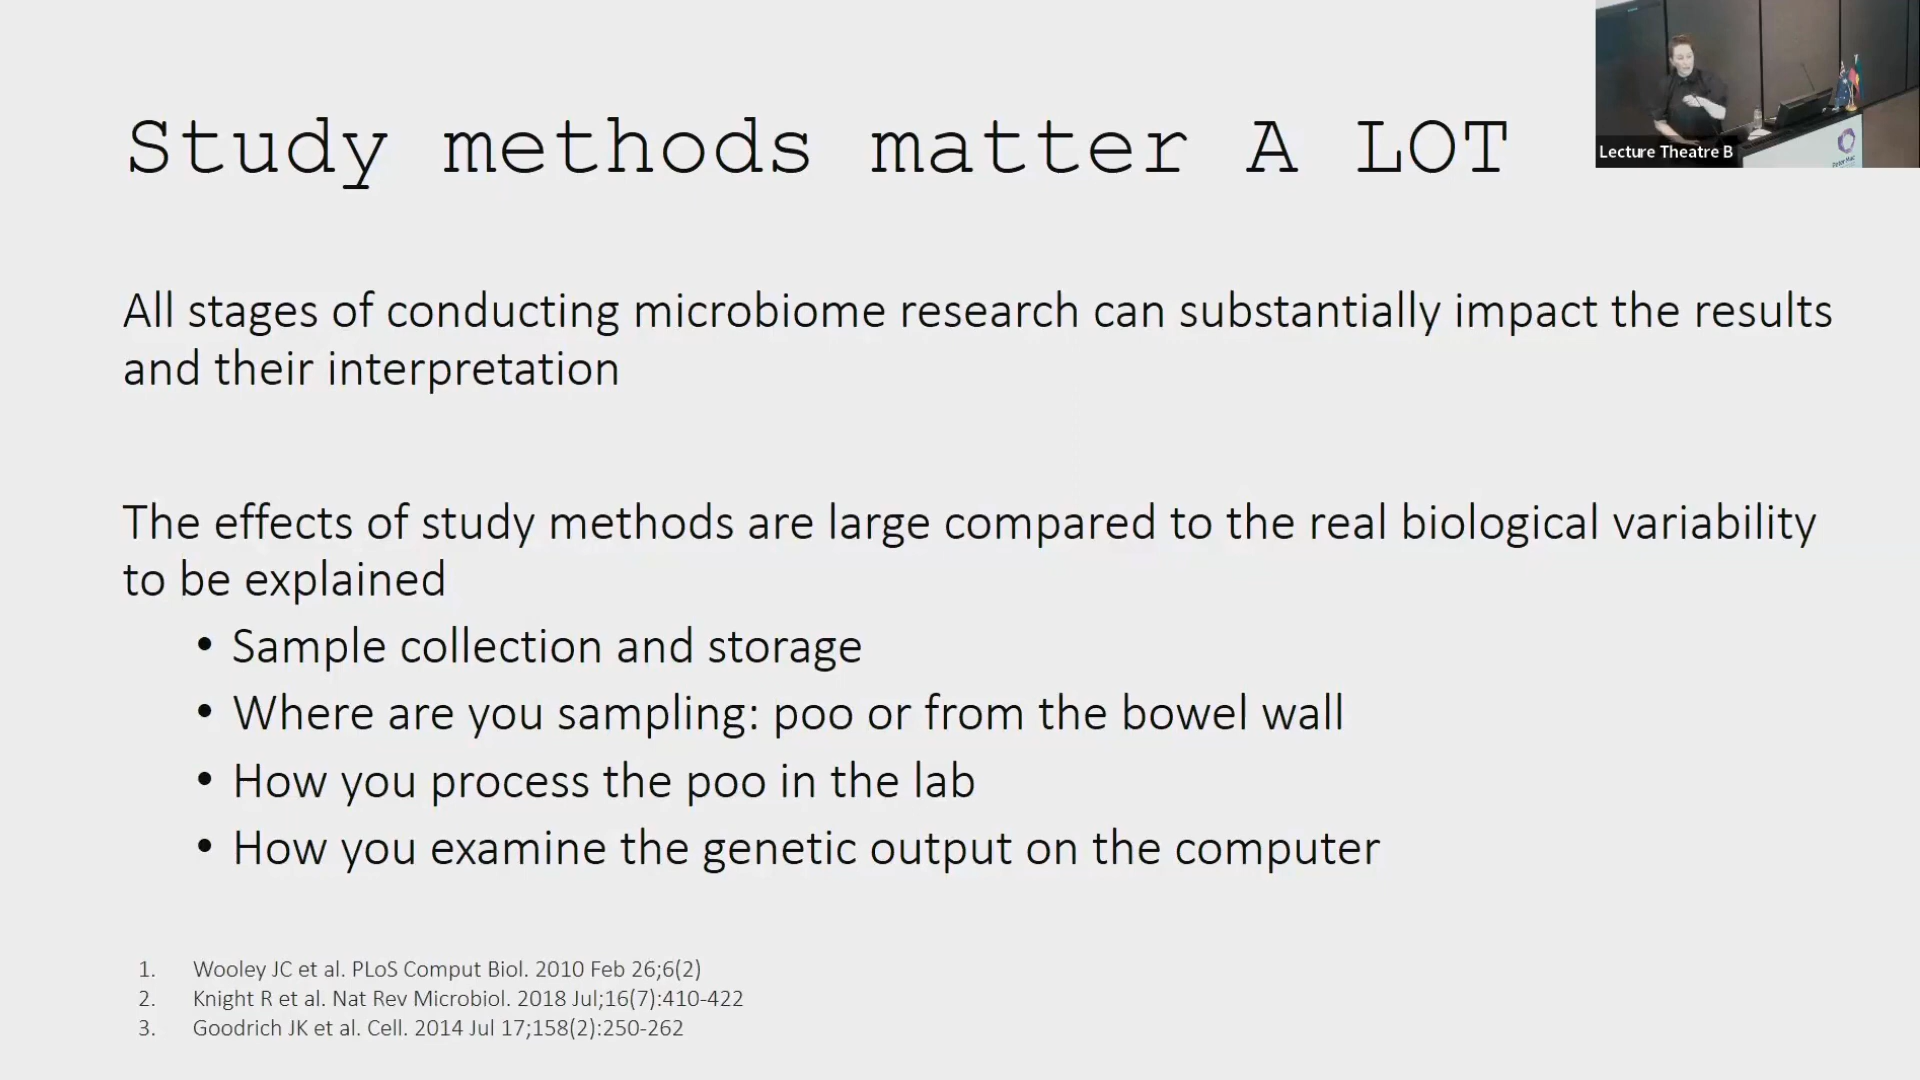 Study methods matter A LOT
Lecture Theatre B
All stages of conducting microbiome research can substantially impact the results
and their interpretation
The effects of study methods are large compared to the real biological variability
to be explained
• Sample collection and storage
• Where are you sampling: poo or from the bowel wall
• How you process the poo in the lab
• How you examine the genetic output on the computer
1. Wooley JC et al. PLoS Comput Biol. 2010 Feb 26;6(2)
2. Knight R et al. Nat Rev Microbiol. 2018 Jul;16(7):410-422
3. Goodrich JK et al. Cell. 2014 Jul 17;158(2):250-262